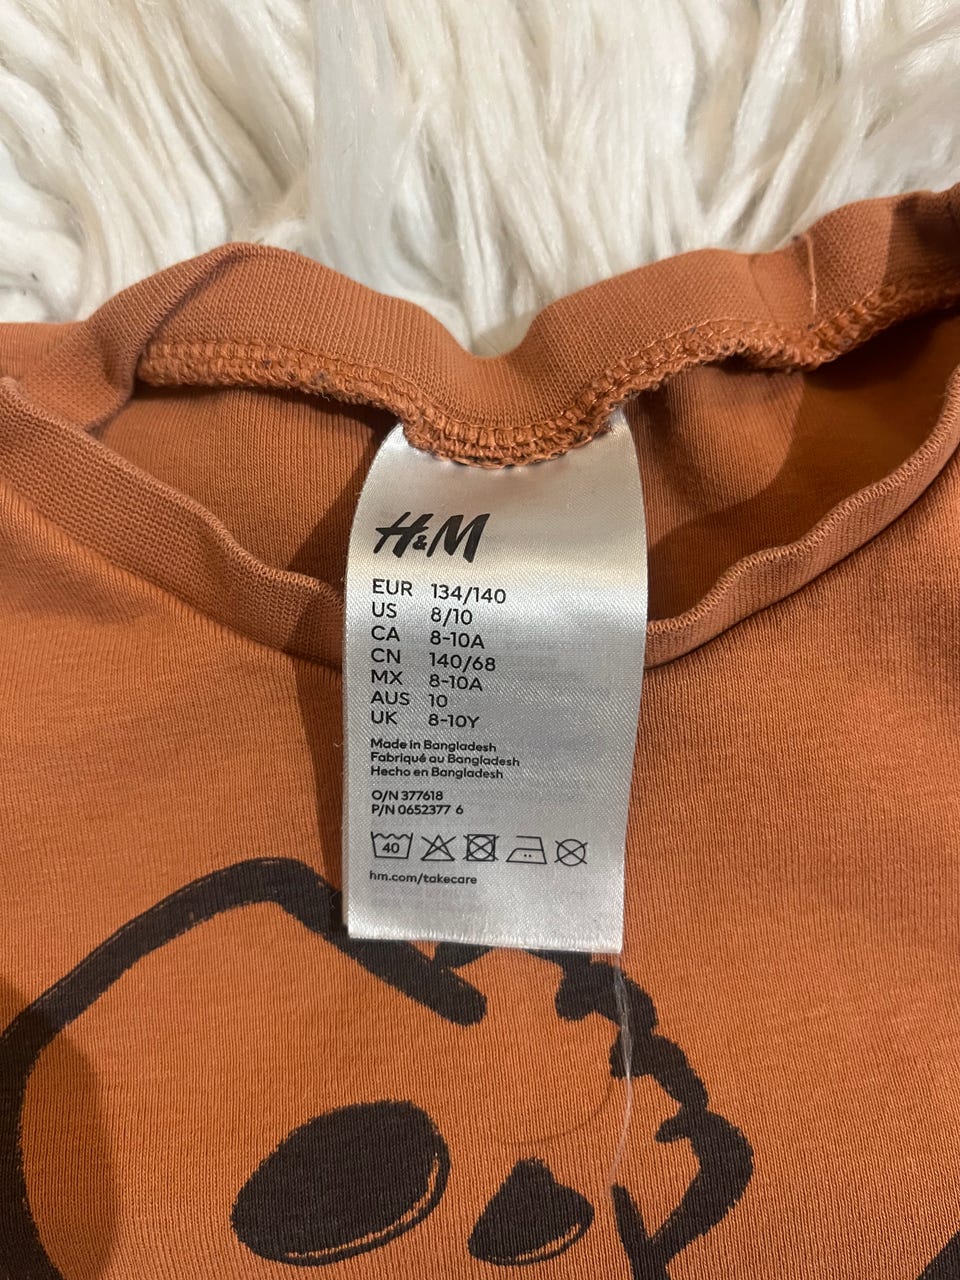 H&M
EUR 134/140
US 8/10
CA 8-10A
CN 140/68
MX 8-10A
AUS 10
UK 8-10Y
Made in Bangladesh
Fabriqué au Bangladesh
Hecho en Bangladesh
O/N 377618
P/N 0652377 6
40
hm.com/takecare